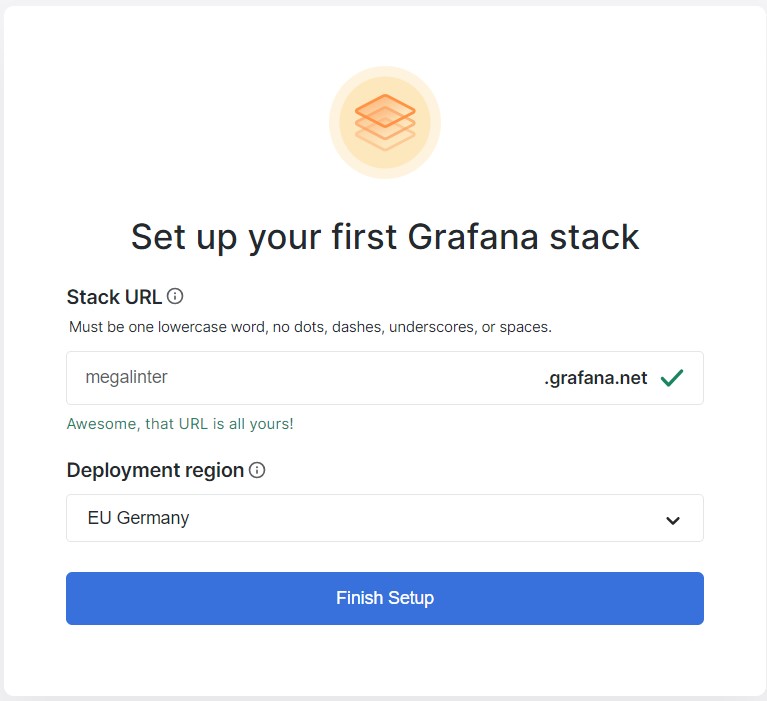 Set up your first Grafana stack
Stack URL
Must be one lowercase word, no dots, dashes, underscores, or spaces.
megalinter .grafana.net
Awesome, that URL is all yours!
Deployment region
EU Germany
Finish Setup